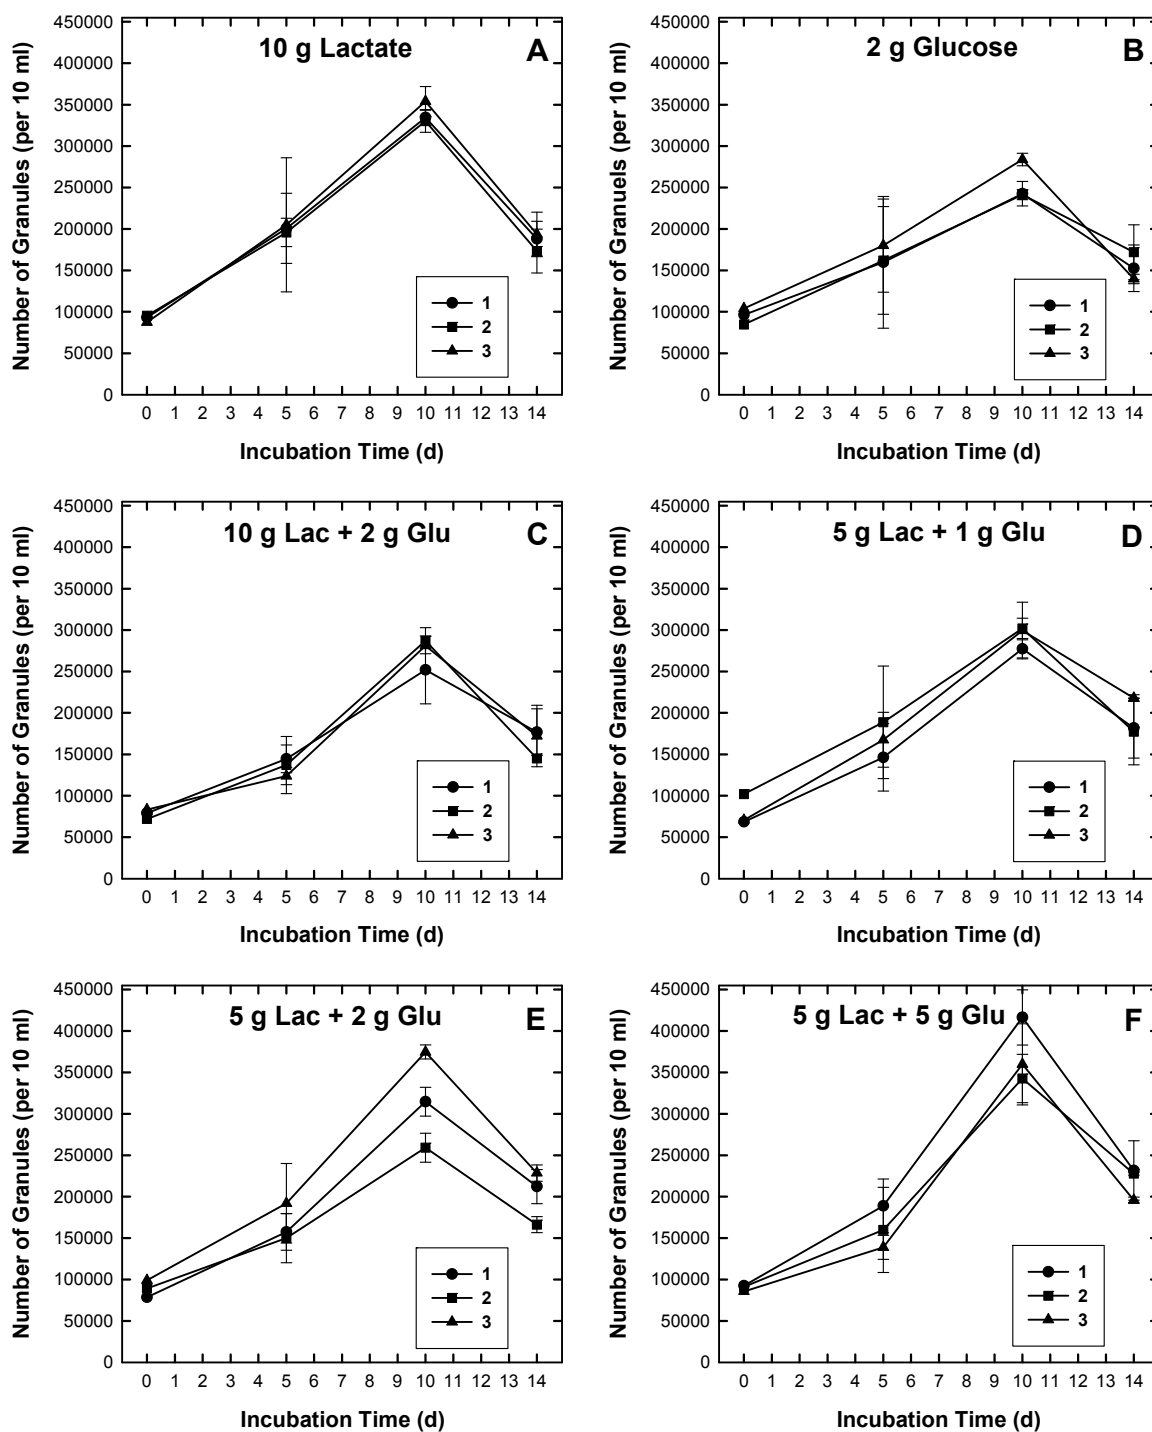 10 g Lactate
A
Number of Granules (per 10 ml)
450000
400000
350000
300000
250000
200000
150000
100000
50000
0
1
2
3
0 1 2 3 4 5 6 7 8 9 10 11 12 13 14
Incubation Time (d)
2 g Glucose
B
Number of Granuels (per 10 ml)
450000
400000
350000
300000
250000
200000
150000
100000
50000
0
1
2
3
0 1 2 3 4 5 6 7 8 9 10 11 12 13 14
Incubation Time (d)
10 g Lac + 2 g Glu
C
Number of Granules (per 10 ml)
450000
400000
350000
300000
250000
200000
150000
100000
50000
0
1
2
3
0 1 2 3 4 5 6 7 8 9 10 11 12 13 14
Incubation Time (d)
5 g Lac + 1 g Glu
D
Number of Granules (per 10 ml)
450000
400000
350000
300000
250000
200000
150000
100000
50000
0
1
2
3
0 1 2 3 4 5 6 7 8 9 10 11 12 13 14
Incubation Time (d)
5 g Lac + 2 g Glu
E
Number of Granules (per 10 ml)
450000
400000
350000
300000
250000
200000
150000
100000
50000
0
1
2
3
0 1 2 3 4 5 6 7 8 9 10 11 12 13 14
Incubation Time (d)
5 g Lac + 5 g Glu
F
Number of Granules (per 10 ml)
450000
400000
350000
300000
250000
200000
150000
100000
50000
0
1
2
3
0 1 2 3 4 5 6 7 8 9 10 11 12 13 14
Incubation Time (d)